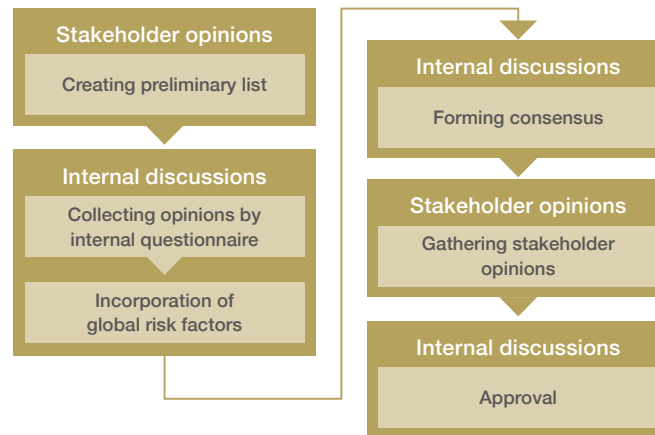 Stakeholder opinions
Creating preliminary list
Internal discussions
Collecting opinions by
internal questionnaire
Incorporation of
global risk factors
Internal discussions
Forming consensus
Stakeholder opinions
Gathering stakeholder
opinions
Internal discussions
Approval